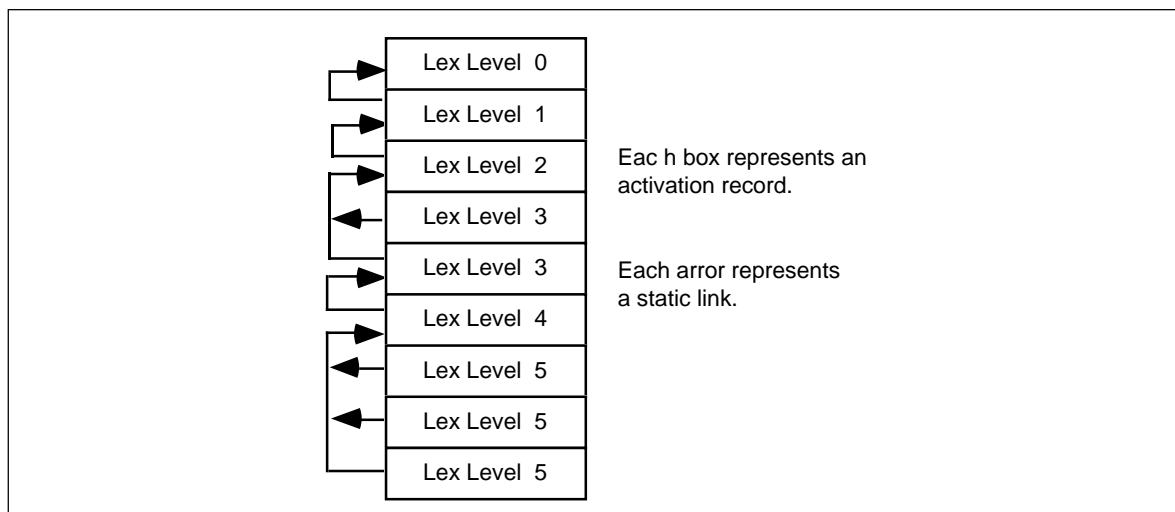 Lex Level 0
Lex Level 1
Lex Level 2
Lex Level 3
Lex Level 3
Lex Level 4
Lex Level 5
Lex Level 5
Lex Level 5
Eac h box represents an
activation record.
Each arror represents
a static link.